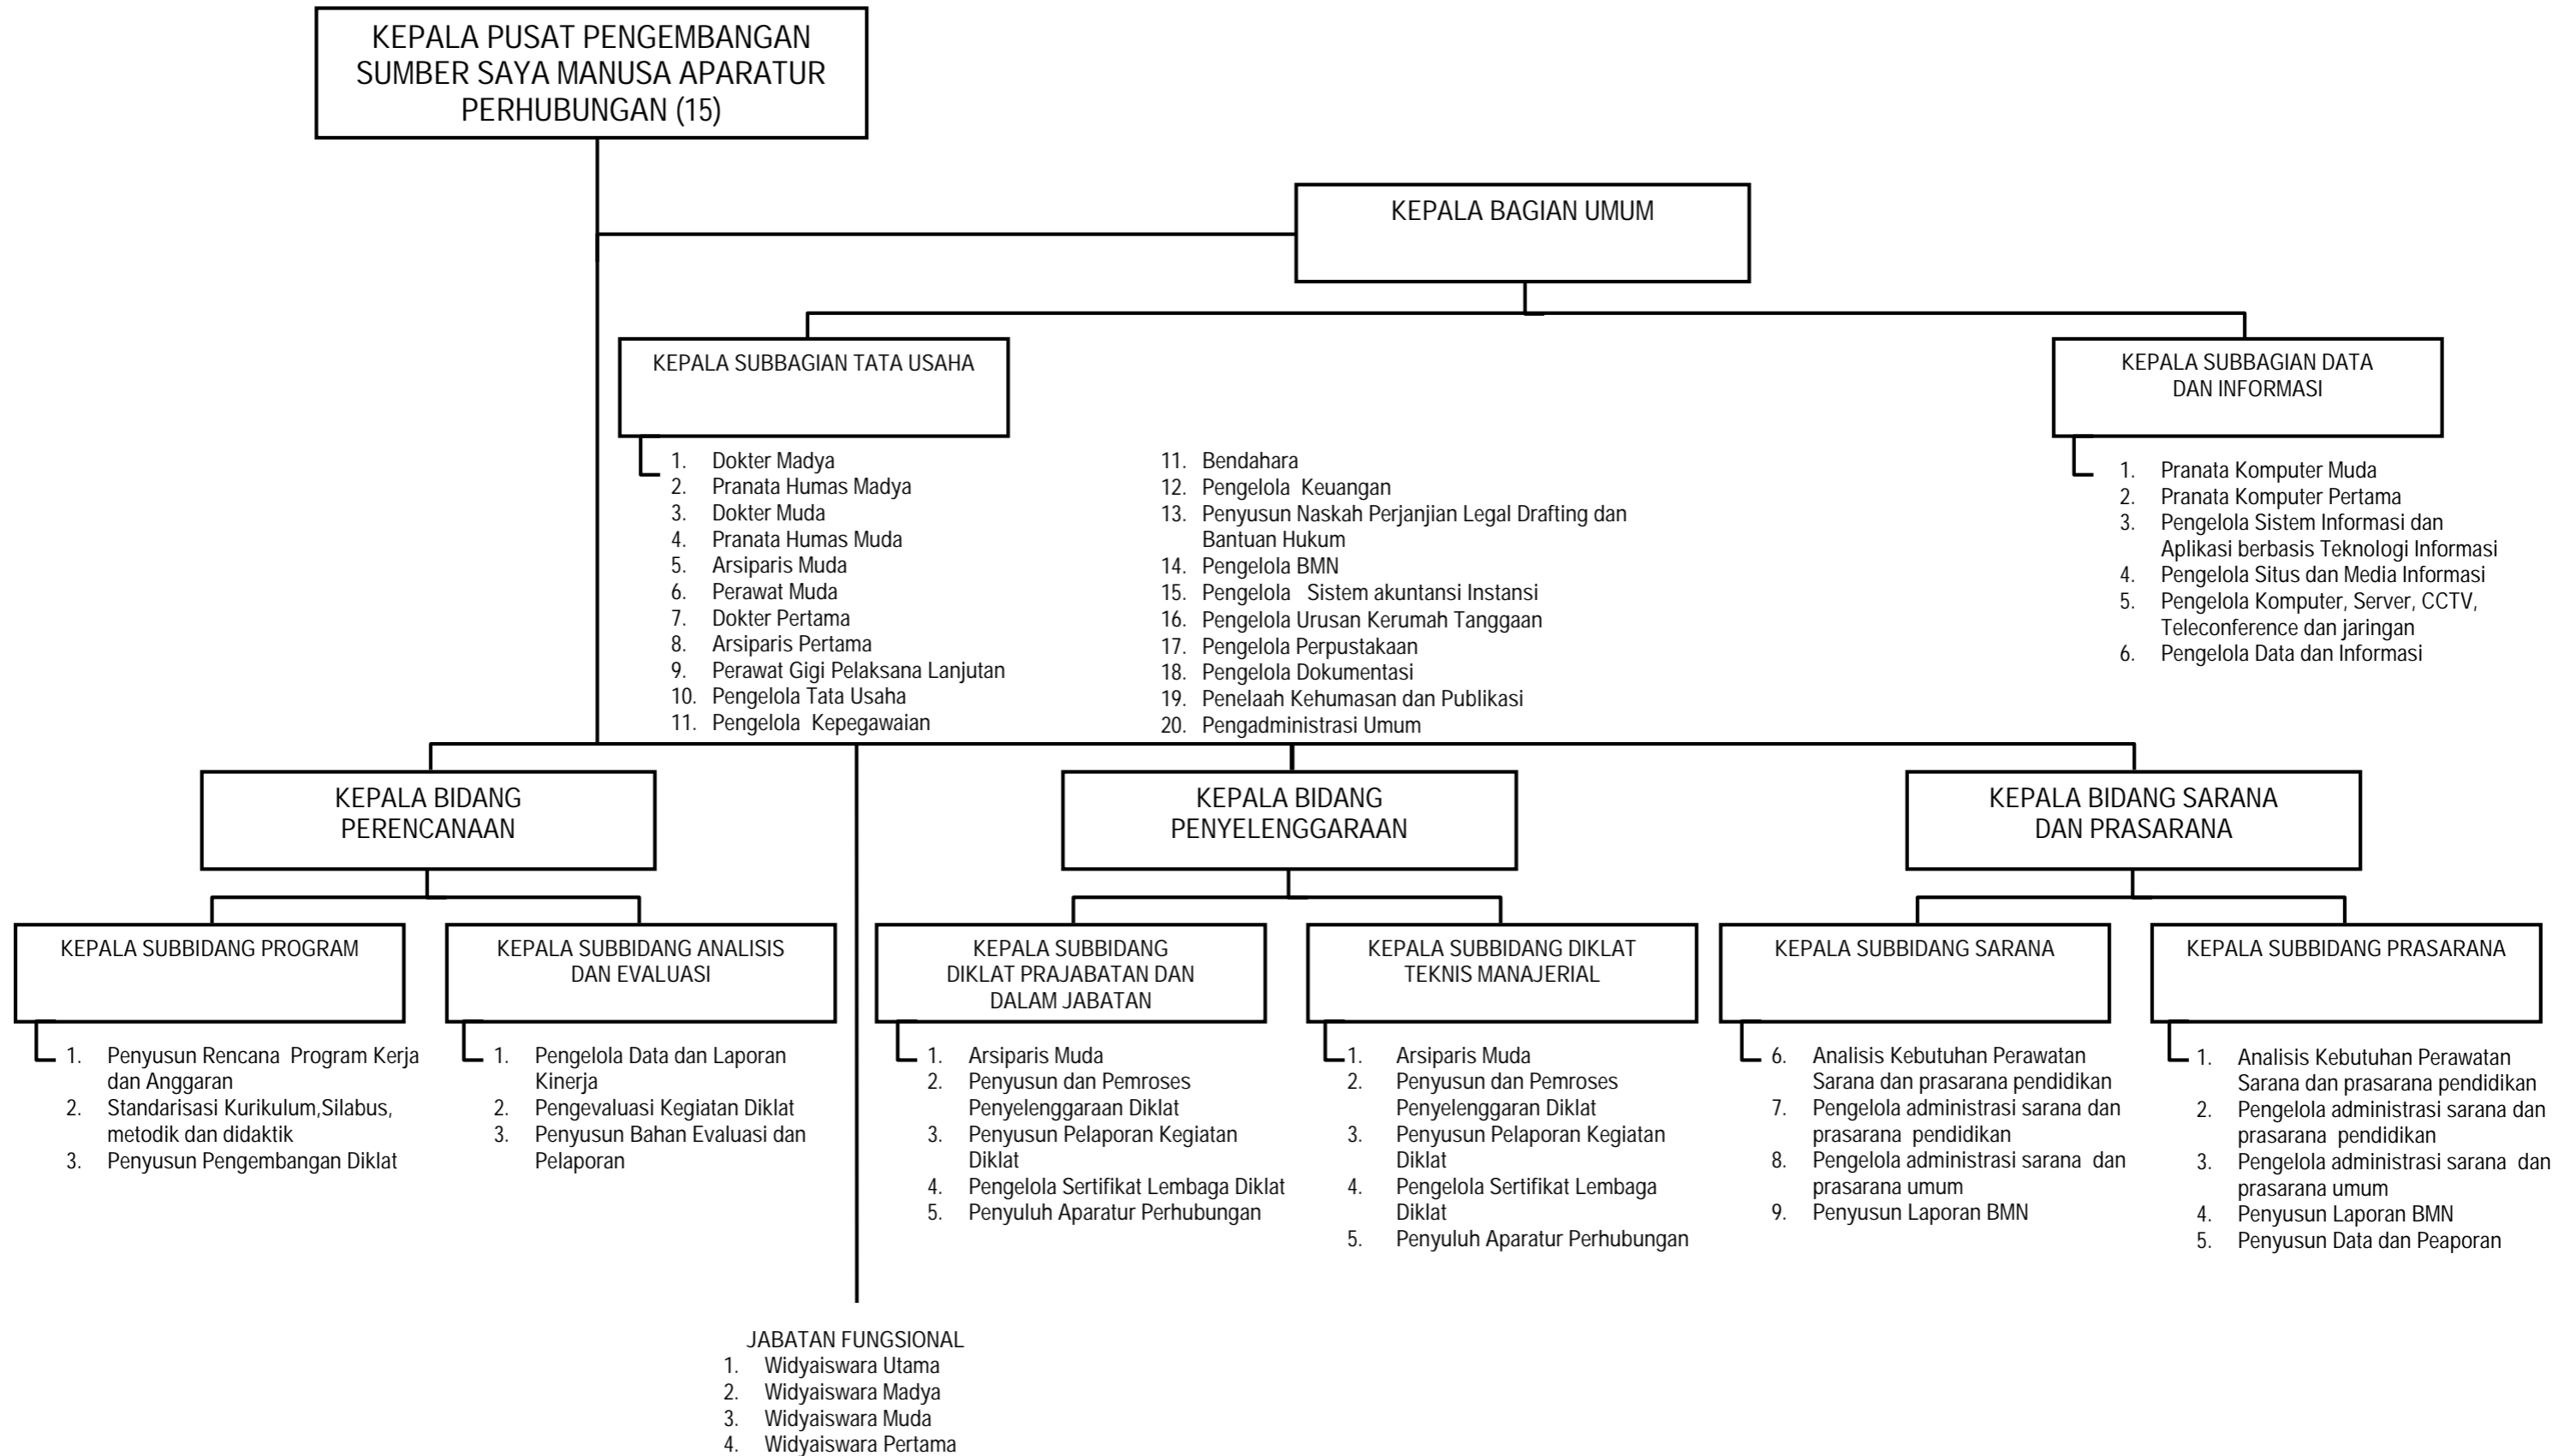 KEPALA PUSAT PENGEMBANGAN
SUMBER SAYA MANUSA APARATUR
PERHUBUNGAN (15)
KEPALA BAGIAN UMUM
KEPALA SUBBAGIAN TATA USAHA
1. Dokter Madya
2. Pranata Humas Madya
3. Dokter Muda
4. Pranata Humas Muda
5. Arsiparis Muda
6. Perawat Muda
7. Dokter Pertama
8. Arsiparis Pertama
9. Perawat Gigi Pelaksana Lanjutan
10. Pengelola Tata Usaha
11. Pengelola Kepegawaian
11. Bendahara
12. Pengelola Keuangan
13. Penyusun Naskah Perjanjian Legal Drafting dan
Bantuan Hukum
14. Pengelola BMN
15. Pengelola Sistem akuntansi Instansi
16. Pengelola Urusan Kerumah Tanggaan
17. Pengelola Perpustakaan
18. Pengelola Dokumentasi
19. Penelaah Kehumasan dan Publikasi
20. Pengadministrasi Umum
KEPALA SUBBAGIAN DATA
DAN INFORMASI
1. Pranata Komputer Muda
2. Pranata Komputer Pertama
3. Pengelola Sistem Informasi dan
Aplikasi berbasis Teknologi Informasi
4. Pengelola Situs dan Media Informasi
5. Pengelola Komputer, Server, CCTV,
Teleconference dan jaringan
6. Pengelola Data dan Informasi
KEPALA BIDANG
PERENCANAAN
KEPALA BIDANG
PENYELENGGARAAN
KEPALA BIDANG SARANA
DAN PRASARANA
KEPALA SUBBIDANG PROGRAM
1. Penyusun Rencana Program Kerja
dan Anggaran
2. Standarisasi Kurikulum,Silabus,
metodik dan didaktik
3. Penyusun Pengembangan Diklat
KEPALA SUBBIDANG ANALISIS
DAN EVALUASI
1. Pengelola Data dan Laporan
Kinerja
2. Pengevaluasi Kegiatan Diklat
3. Penyusun Bahan Evaluasi dan
Pelaporan
KEPALA SUBBIDANG
DIKLAT PRAJABATAN DAN
DALAM JABATAN
1. Arsiparis Muda
2. Penyusun dan Pemroses
Penyelenggaraan Diklat
3. Penyusun Pelaporan Kegiatan
Diklat
4. Pengelola Sertifikat Lembaga Diklat
5. Penyuluh Aparatur Perhubungan
KEPALA SUBBIDANG DIKLAT
TEKNIS MANAJERIAL
1. Arsiparis Muda
2. Penyusun dan Pemroses
Penyelenggaran Diklat
3. Penyusun Pelaporan Kegiatan
Diklat
4. Pengelola Sertifikat Lembaga
Diklat
5. Penyuluh Aparatur Perhubungan
KEPALA SUBBIDANG SARANA
6. Analisis Kebutuhan Perawatan
Sarana dan prasarana pendidikan
7. Pengelola administrasi sarana dan
prasarana pendidikan
8. Pengelola administrasi sarana dan
prasarana umum
9. Penyusun Laporan BMN
KEPALA SUBBIDANG PRASARANA
1. Analisis Kebutuhan Perawatan
Sarana dan prasarana pendidikan
2. Pengelola administrasi sarana dan
prasarana pendidikan
3. Pengelola administrasi sarana dan
prasarana umum
4. Penyusun Laporan BMN
5. Penyusun Data dan Peaporan
JABATAN FUNGSIONAL
1. Widyaiswara Utama
2. Widyaiswara Madya
3. Widyaiswara Muda
4. Widyaiswara Pertama